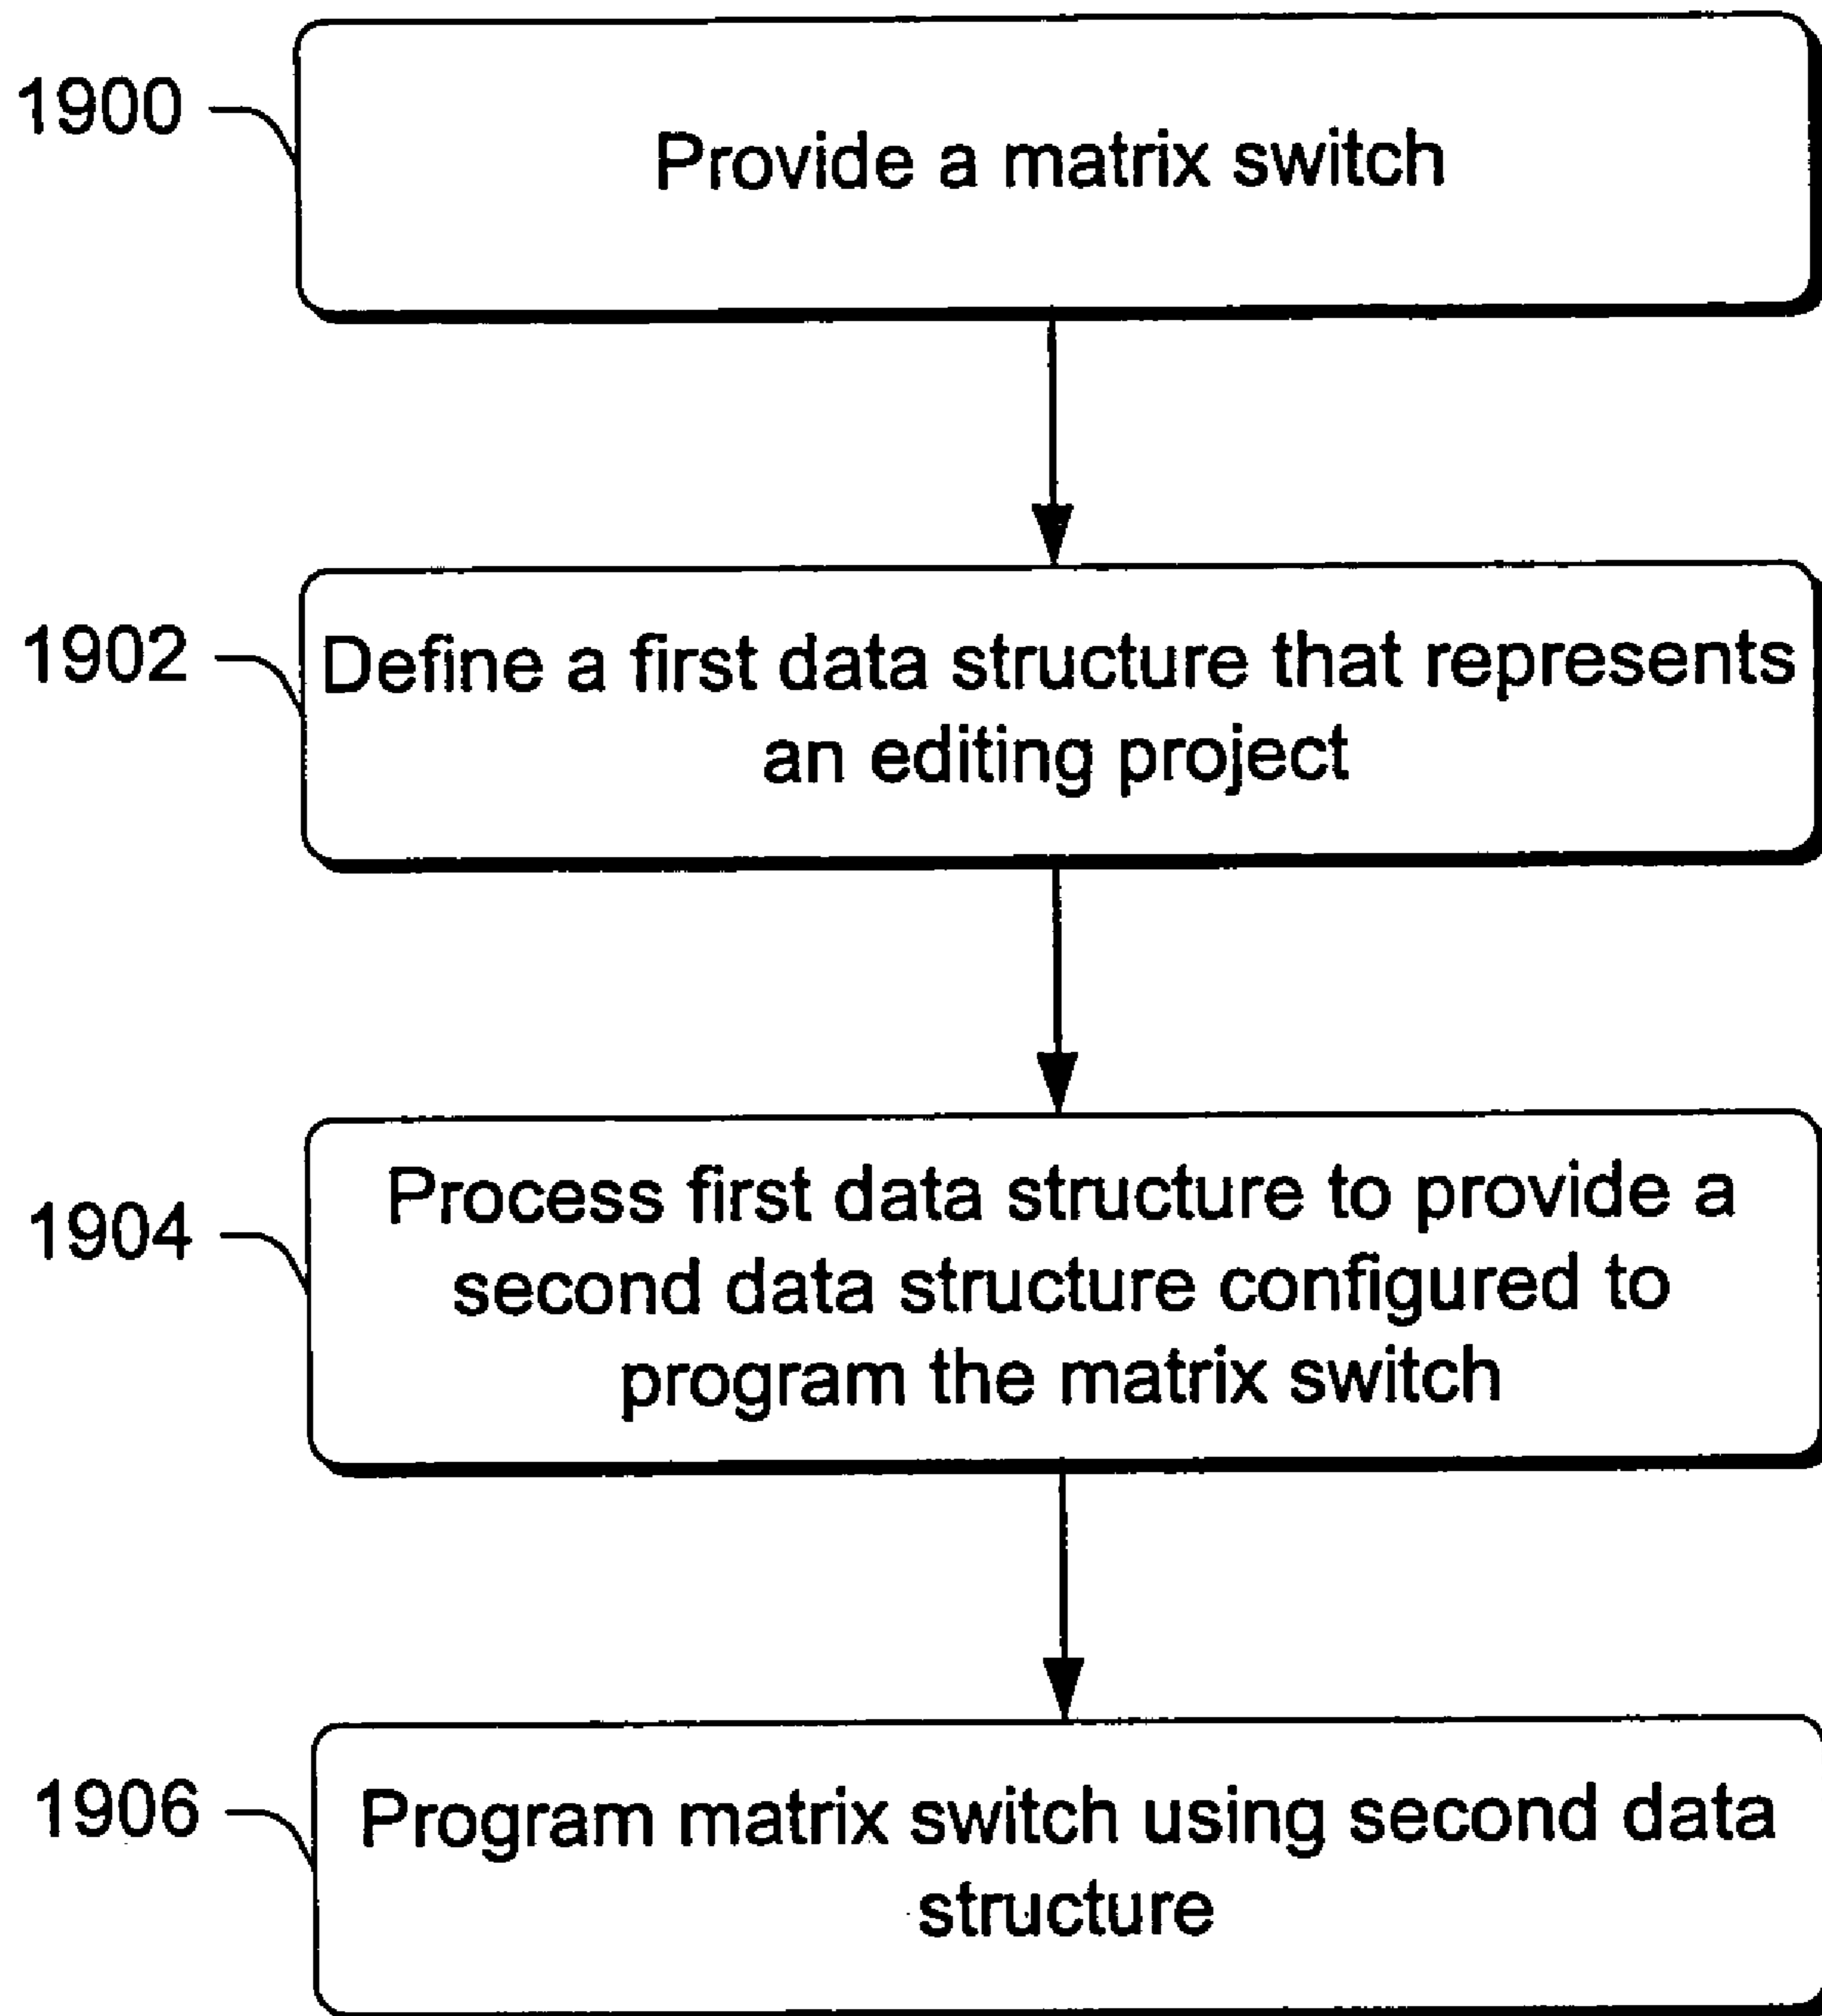 1900
Provide a matrix switch
1902
Define a first data structure that represents
an editing project
1904
Process first data structure to provide a
second data structure configured to
program the matrix switch
1906
Program matrix switch using second data
structure